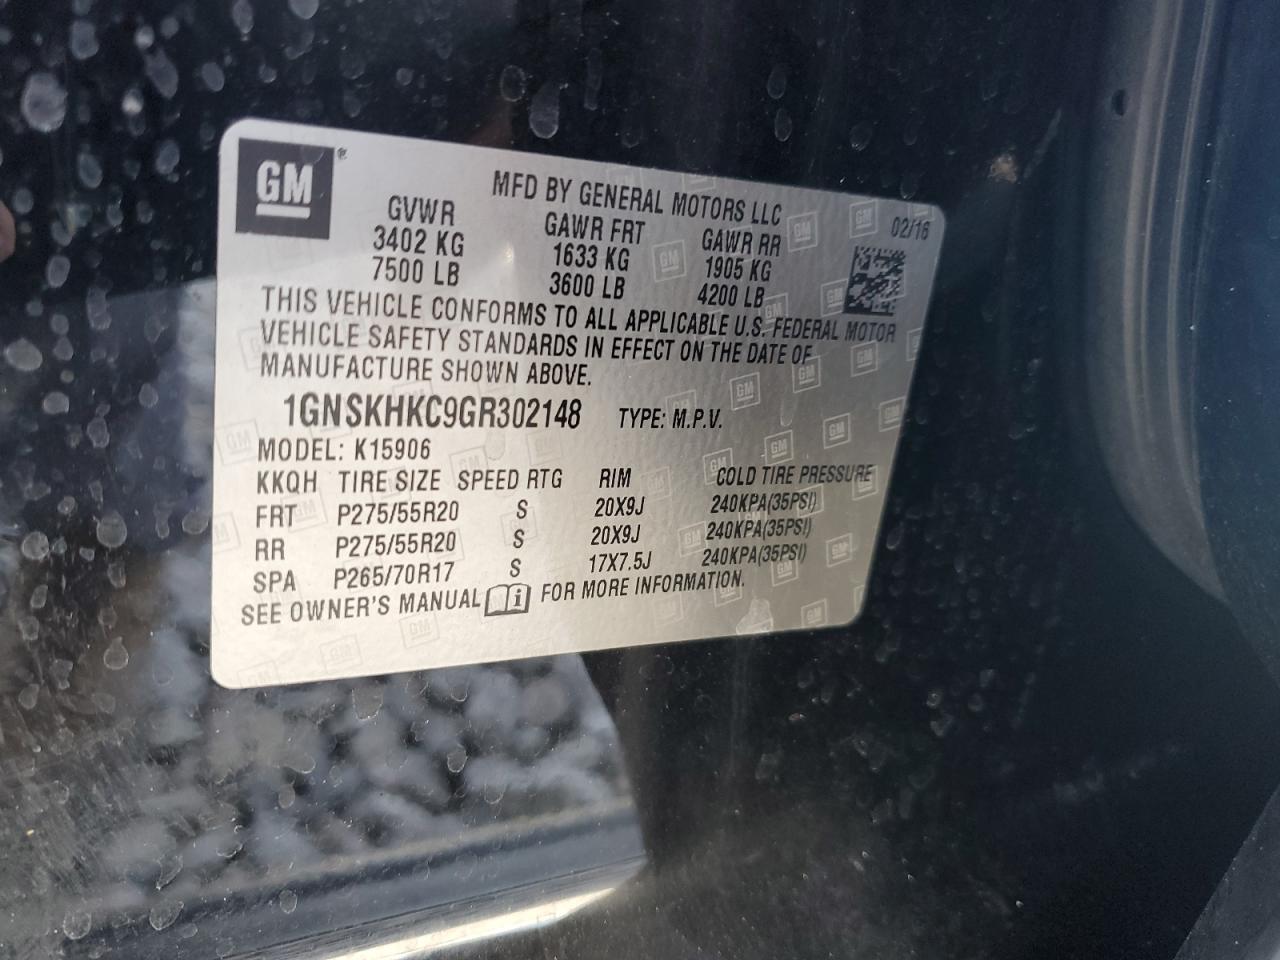 GM®
MFD BY GENERAL MOTORS LLC
02/16
GVWR GAWR FRT GAWR RR
3402 KG 1633 KG 1905 KG
7500 LB 3600 LB 4200 LB
THIS VEHICLE CONFORMS TO ALL APPLICABLE U.S. FEDERAL MOTOR
VEHICLE SAFETY STANDARDS IN EFFECT ON THE DATE OF
MANUFACTURE SHOWN ABOVE.
1GNSKHKC9GR302148 TYPE: M.P.V.
MODEL: K15906
KKQH TIRE SIZE SPEED RTG RIM COLD TIRE PRESSURE
FRT P275/55R20 S 20X9J 240KPA(35PSI)
RR P275/55R20 S 20X9J 240KPA(35PSI)
SPA P265/70R17 S 17X7.5J 240KPA(35PSI)
SEE OWNER'S MANUAL i FOR MORE INFORMATION.